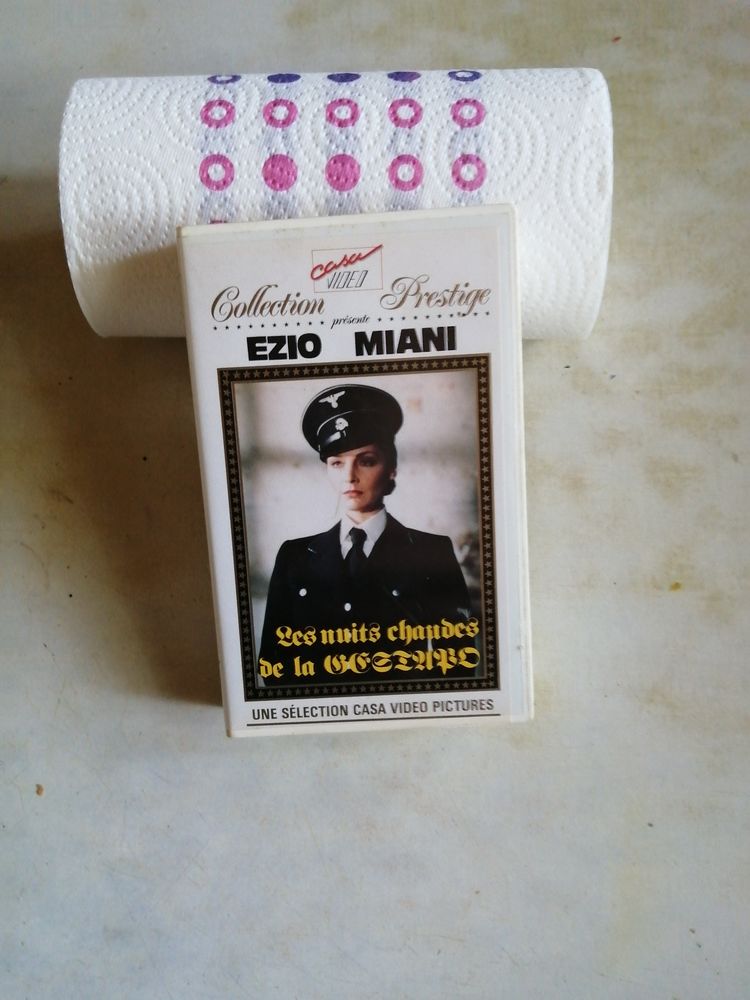 casa
VIDEO
Collection Prestige
présente
EZIO MIANI
Les nuits chaudes
de la GESTAPO
UNE SÉLECTION CASA VIDEO PICTURES